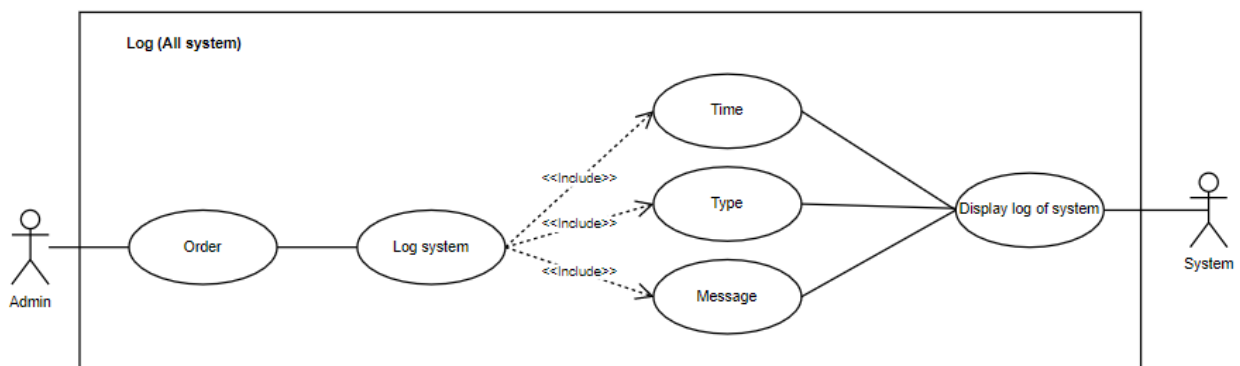 Log (All system)
Time
<<Include>>
Type
Display log of system
<<Include>>
Order
Log system
<<Include>>
Message
Admin
System